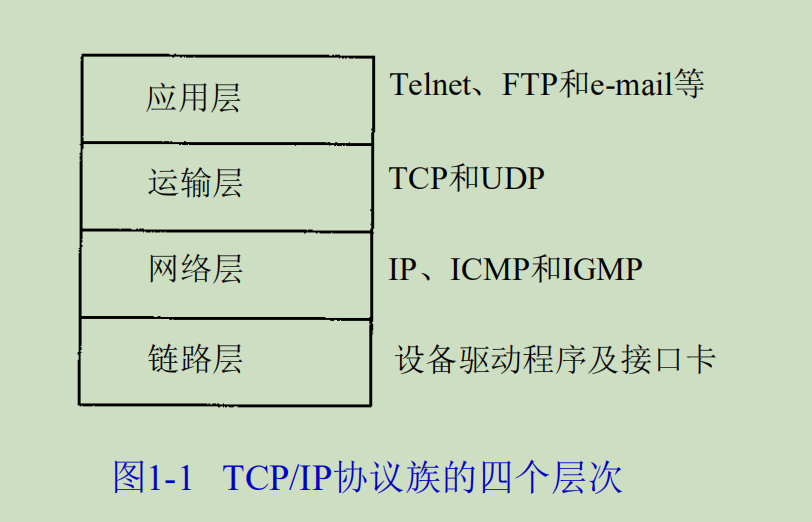 应用层 Telnet、FTP和e-mail等
运输层 TCP和UDP
网络层 IP、ICMP和IGMP
链路层 设备驱动程序及接口卡
图1-1 TCP/IP协议族的四个层次